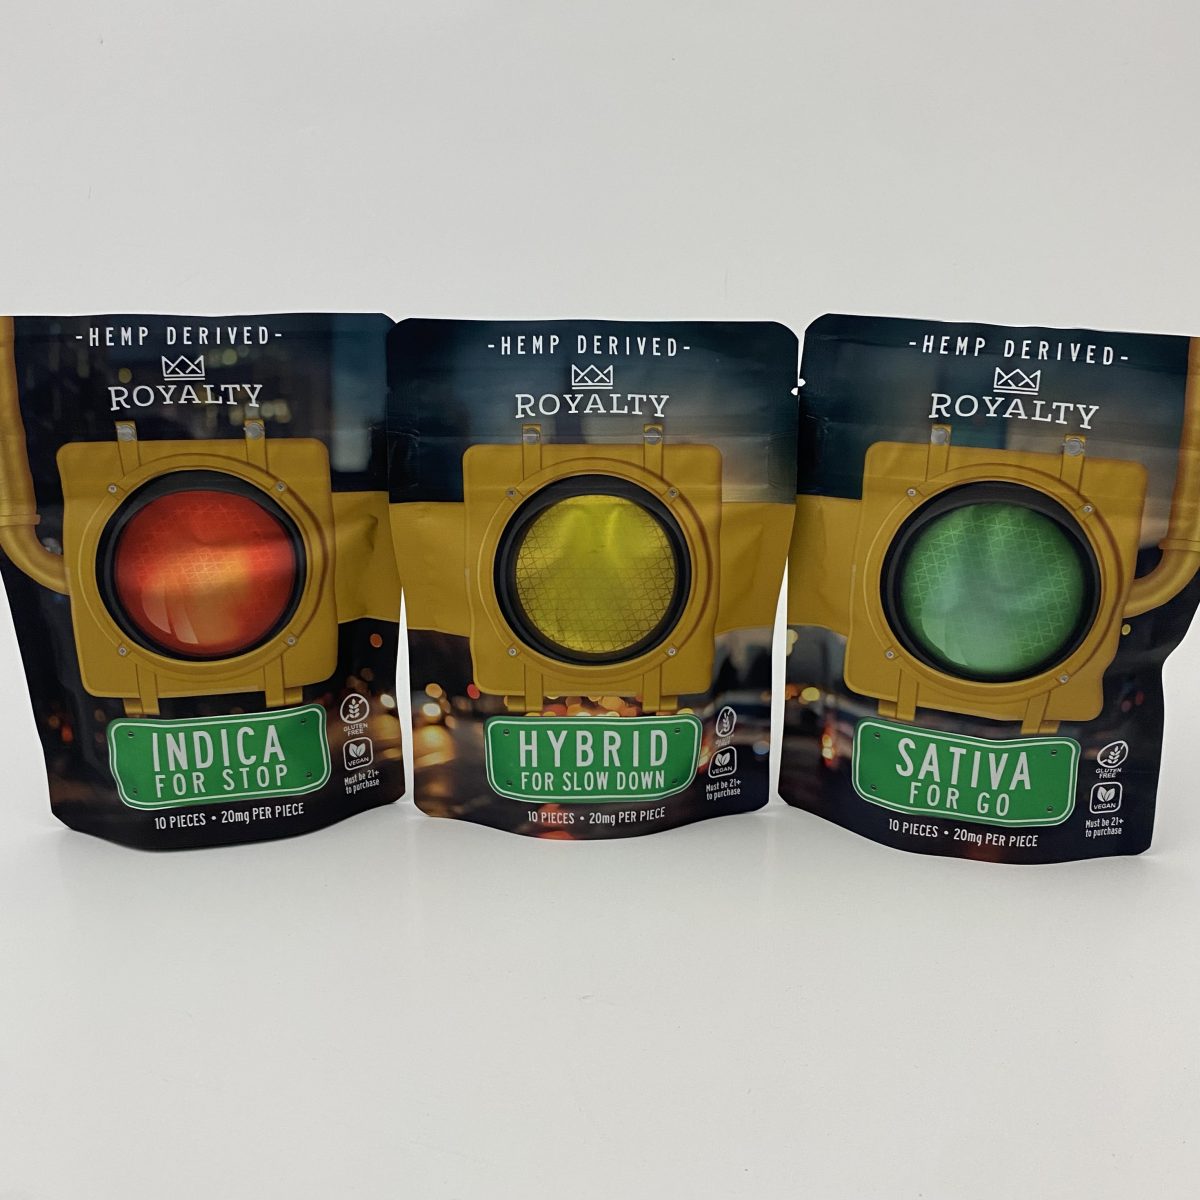 -HEMP DERIVED-
ROYALTY
INDICA
FOR STOP
10 PIECES • 20mg PER PIECE
GLUTEN
FREE
VEGAN
Must be 21+
to purchase
-HEMP DERIVED-
ROYALTY
HYBRID
FOR SLOW DOWN
10 PIECES • 20mg PER PIECE
VEGAN
Must be 21+
to purchase
-HEMP DERIVED-
ROYALTY
SATIVA
FOR GO
10 PIECES • 20mg PER PIECE
GLUTEN
FREE
VEGAN
Must be 21+
to purchase